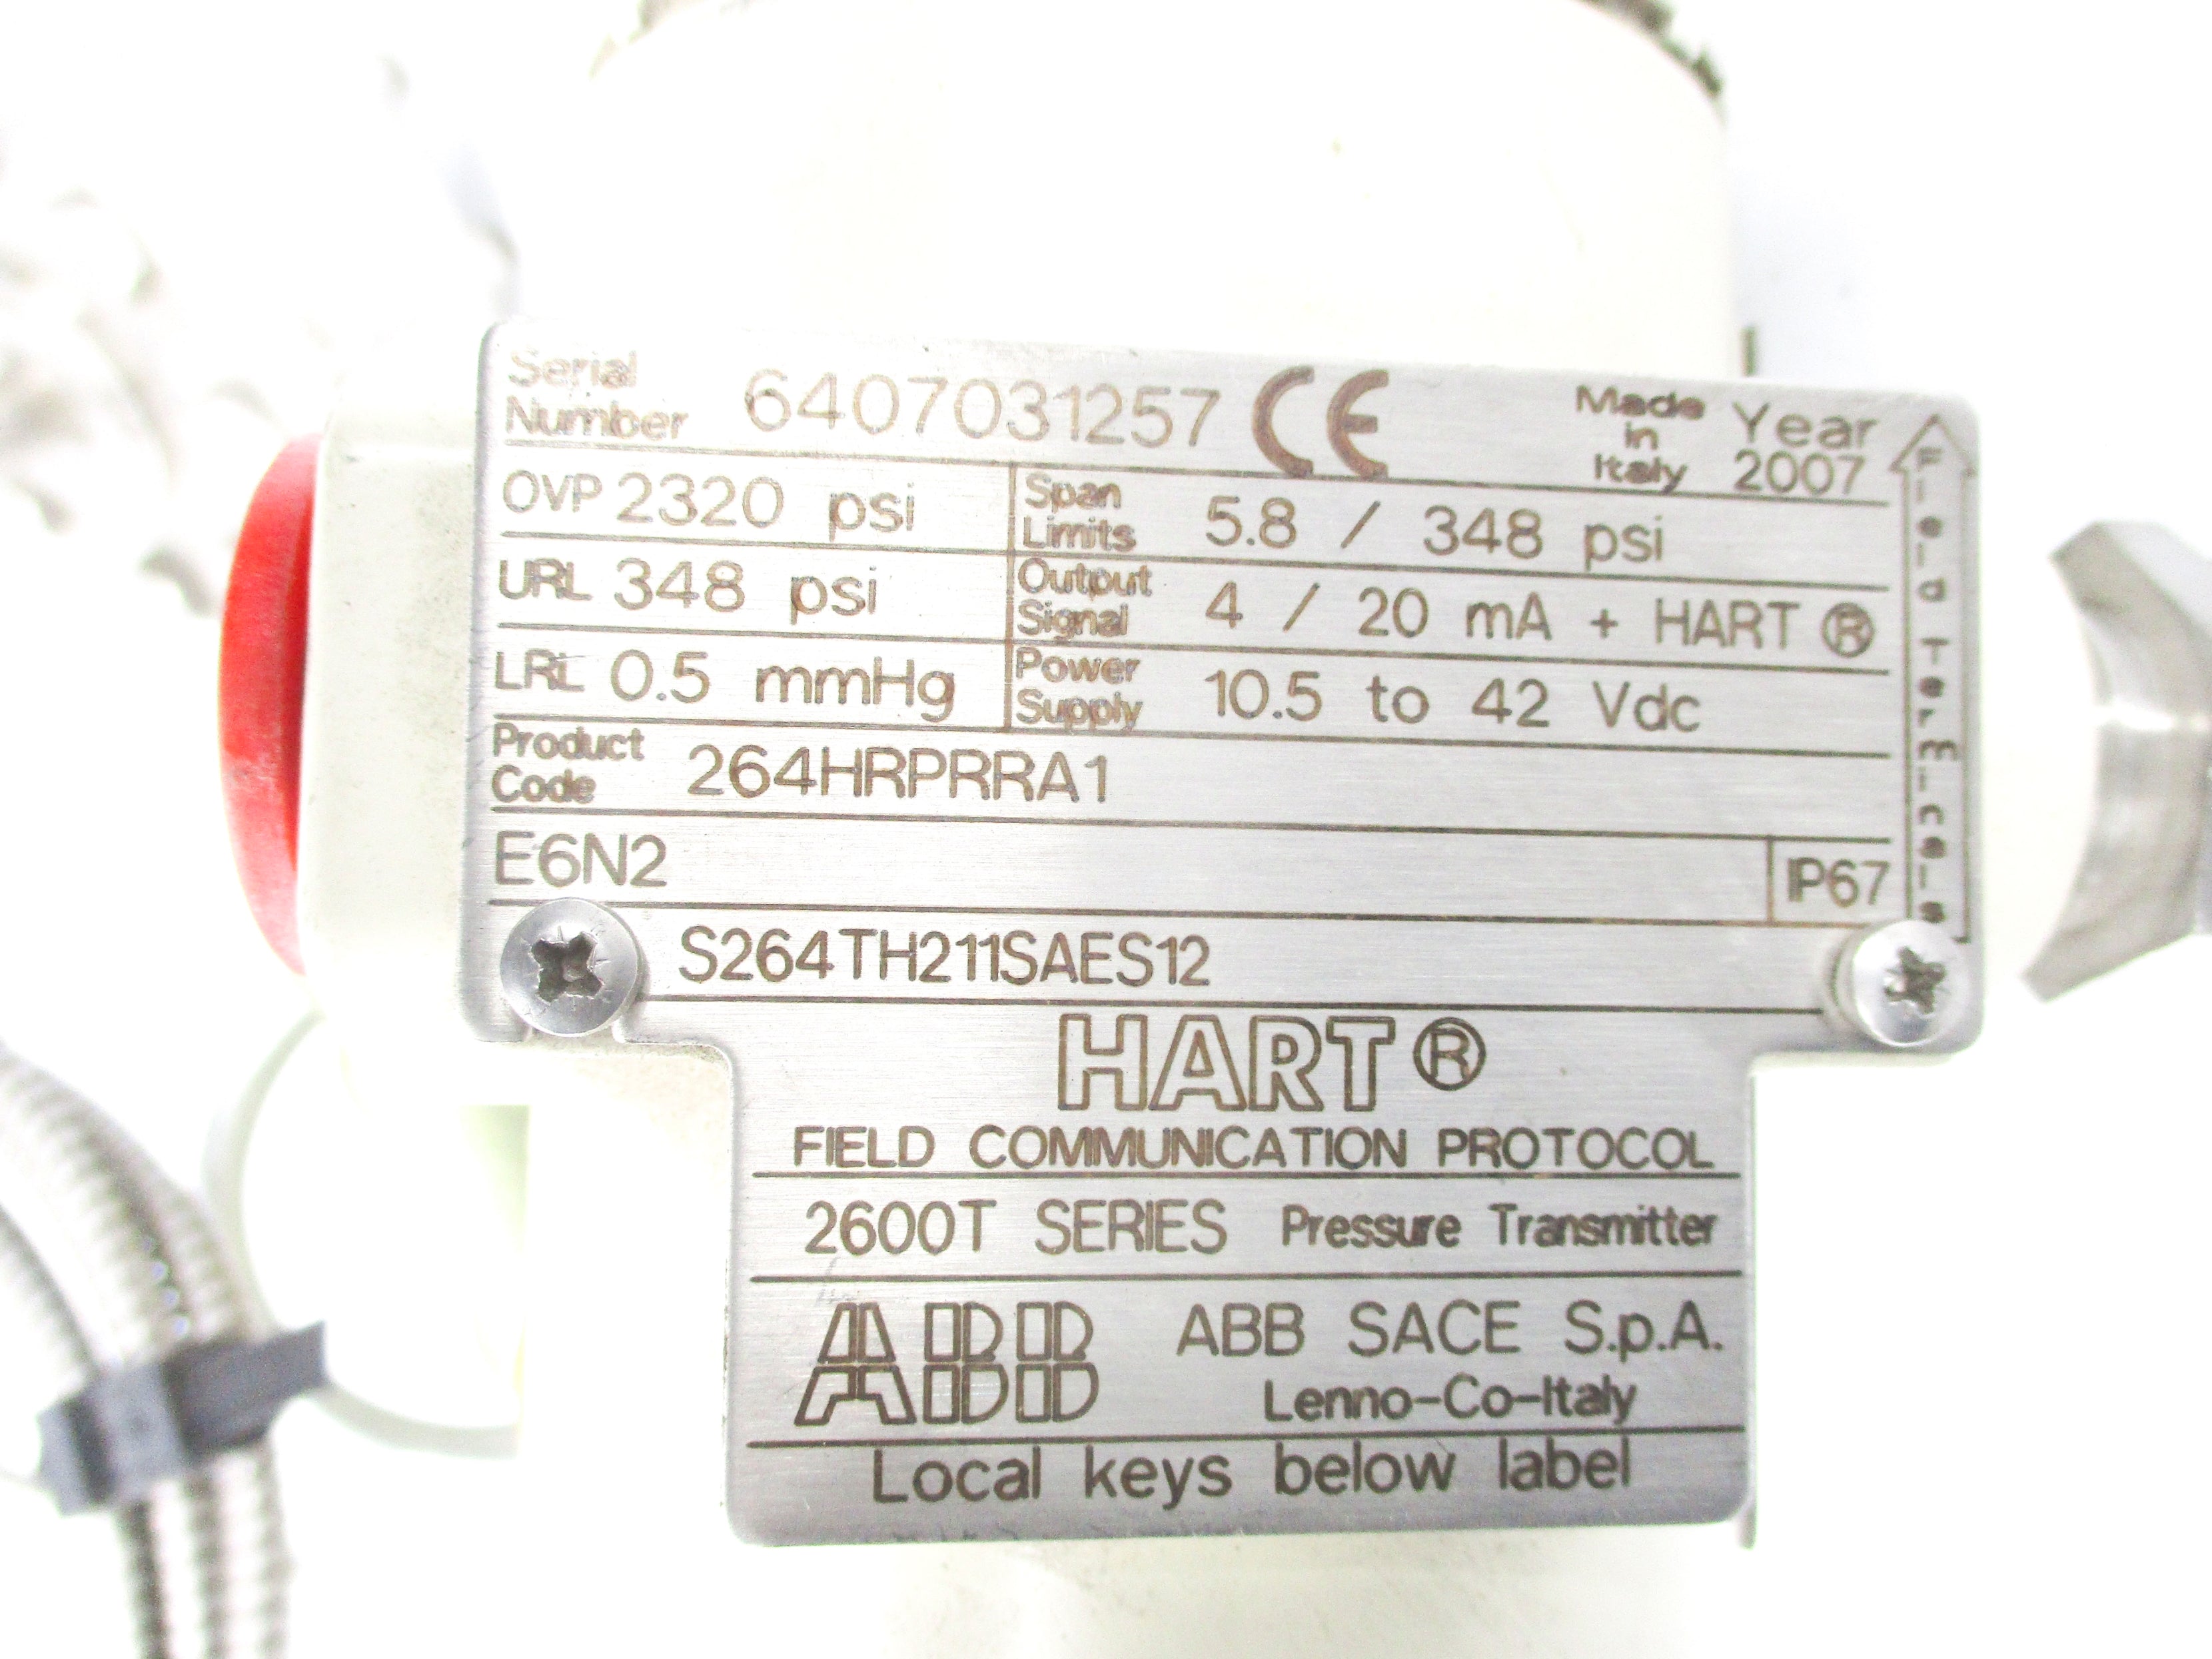 Serial Number 6407031257 CE Made in Italy Year 2007
OVP 2320 psi Span Limits 5.8 / 348 psi
URL 348 psi Output Signal 4 / 20 mA + HART ®
LRL 0.5 mmHg Power Supply 10.5 to 42 Vdc
Product Code 264HRPRRA1
E6N2 IP67
S264TH211SAES12
Field Terminals
HART®
FIELD COMMUNICATION PROTOCOL
2600T SERIES Pressure Transmitter
ABB ABB SACE S.p.A.
Lenno-Co-Italy
Local keys below label